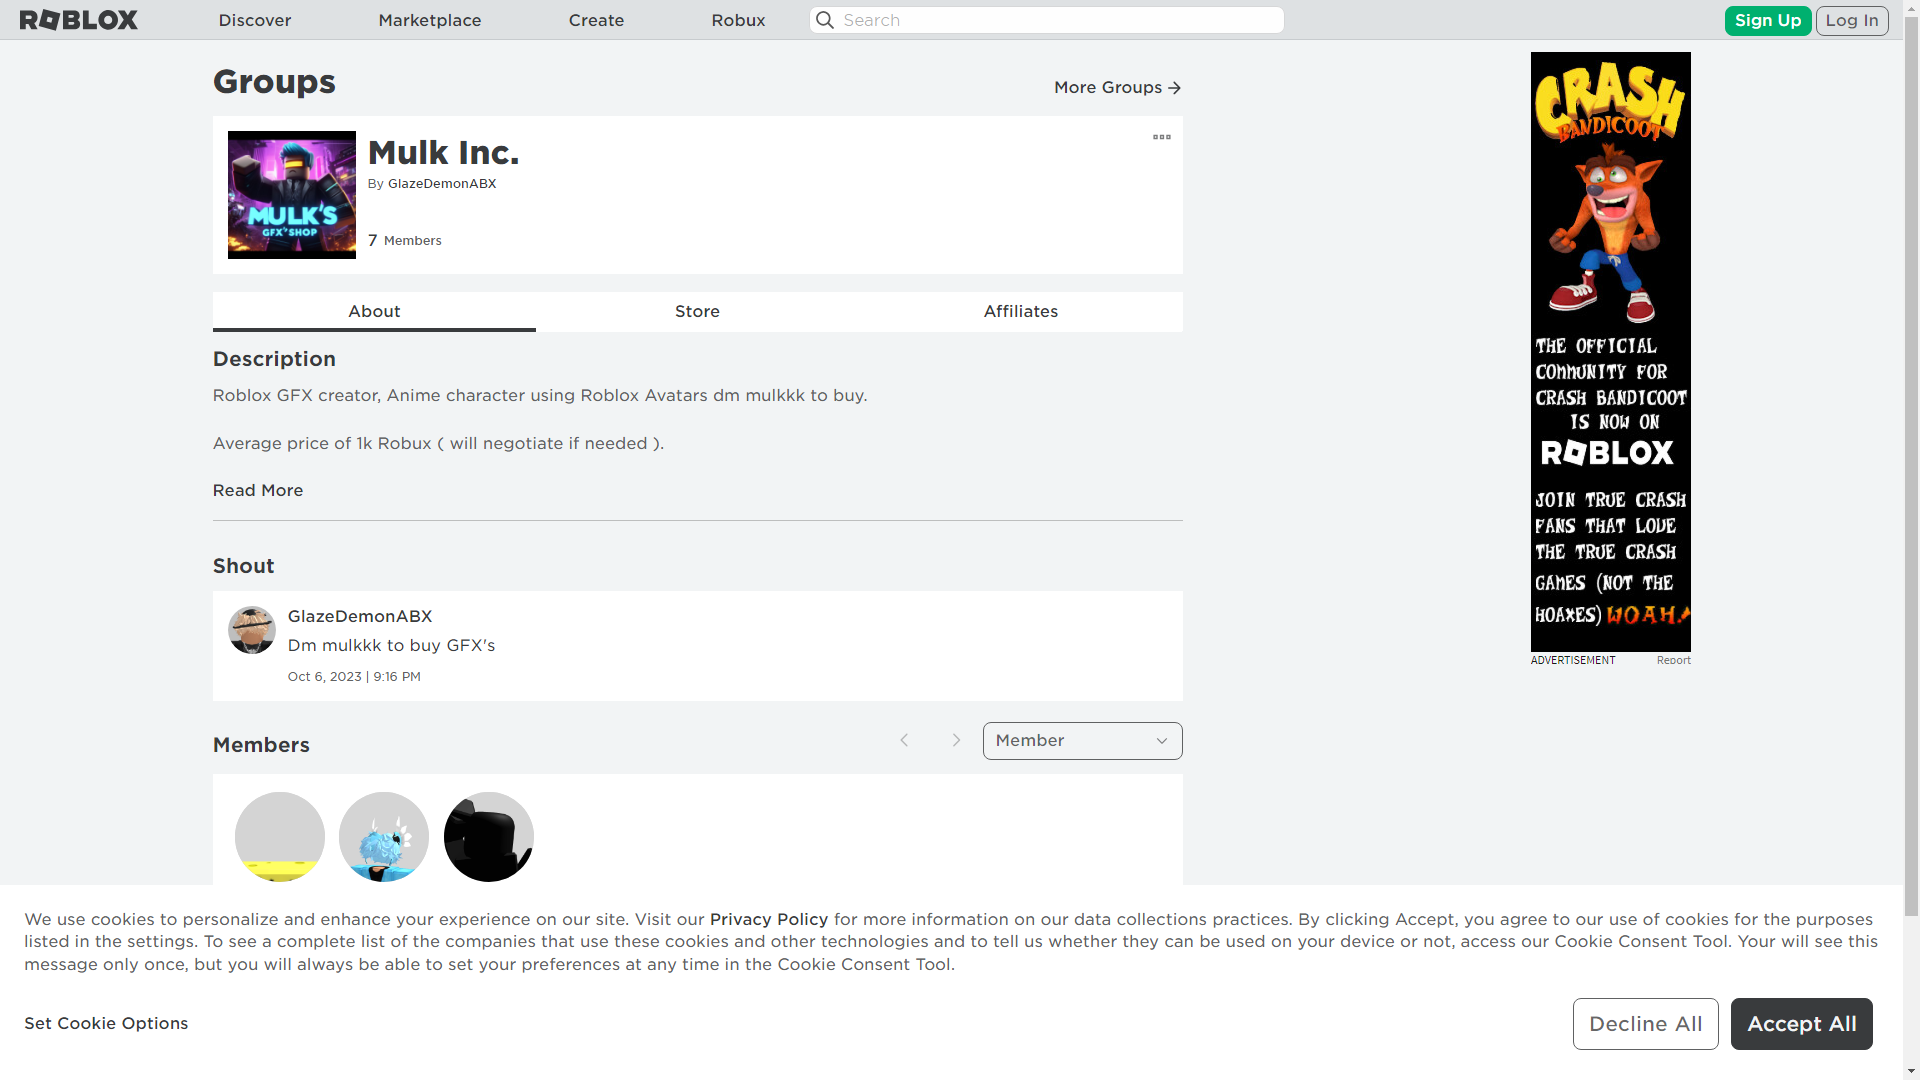 ROBLOX
Discover
Marketplace
Create
Robux
Search
Sign Up
Log In
Groups
More Groups
Mulk Inc.
By GlazeDemonABX
7 Members
MULK'S
GFX SHOP
About
Store
Affiliates
Description
Roblox GFX creator, Anime character using Roblox Avatars dm mulkkk to buy.
Average price of 1k Robux ( will negotiate if needed ).
Read More
Shout
GlazeDemonABX
Dm mulkkk to buy GFX's
Oct 6, 2023 | 9:16 PM
Members
Member
CRASH
BANDICOOT
THE OFFICIAL
COMMUNITY FOR
CRASH BANDICOOT
IS NOW ON
ROBLOX
JOIN TRUE CRASH
FANS THAT LOVE
THE TRUE CRASH
GAMES (NOT THE
HOAXES) WOAH!
ADVERTISEMENT
Report
We use cookies to personalize and enhance your experience on our site. Visit our Privacy Policy for more information on our data collections practices. By clicking Accept, you agree to our use of cookies for the purposes
listed in the settings. To see a complete list of the companies that use these cookies and other technologies and to tell us whether they can be used on your device or not, access our Cookie Consent Tool. Your will see this
message only once, but you will always be able to set your preferences at any time in the Cookie Consent Tool.
Set Cookie Options
Decline All
Accept All